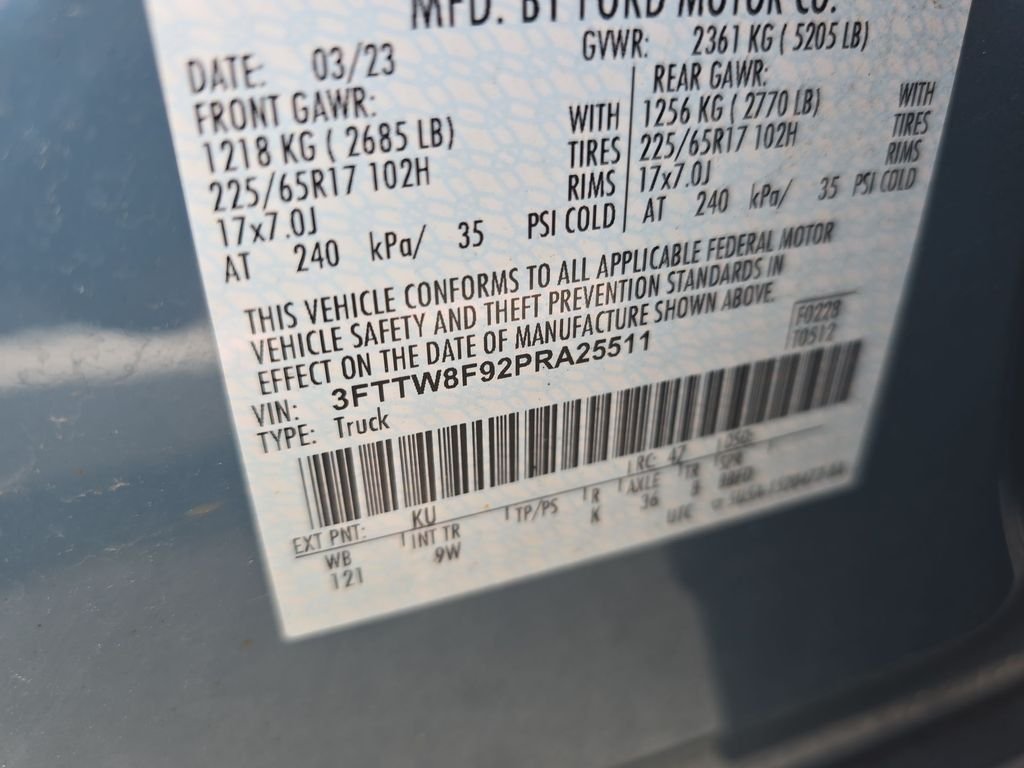 MFD. BY FORD MOTOR CO.
DATE: 03/23 GVWR: 2361 KG ( 5205 LB)
FRONT GAWR: REAR GAWR:
1218 KG ( 2685 LB) WITH 1256 KG ( 2770 LB) WITH
225/65R17 102H TIRES 225/65R17 102H TIRES
17x7.0J RIMS 17x7.0J RIMS
AT 240 kPa/ 35 PSI COLD AT 240 kPa/ 35 PSI COLD
THIS VEHICLE CONFORMS TO ALL APPLICABLE FEDERAL MOTOR
VEHICLE SAFETY AND THEFT PREVENTION STANDARDS IN
EFFECT ON THE DATE OF MANUFACTURE SHOWN ABOVE.
F0228
T0512
VIN: 3FTTW8F92PRA25511
TYPE: Truck
EXT PNT: KU RC: 47
WB INT TR TP/PS R AXLE TR
121 9W K 36 8
UTC